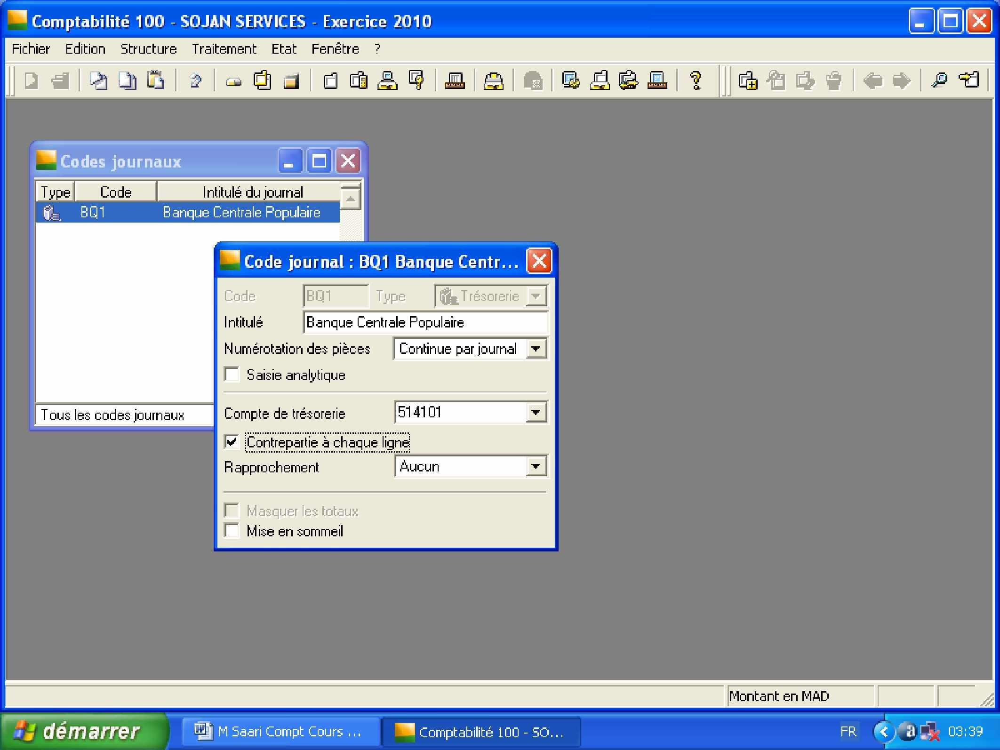 Comptabilité 100 - SOJAN SERVICES - Exercice 2010
Fichier Edition Structure Traitement Etat Fenêtre ?
Codes journaux
Type Code Intitulé du journal
BQ1 Banque Centrale Populaire
Tous les codes journaux
Code journal : BQ1 Banque Centr...
Code BQ1 Type Trésorerie
Intitulé Banque Centrale Populaire
Numérotation des pièces Continue par journal
Saisie analytique
Compte de trésorerie 514101
Contrepartie à chaque ligne
Rapprochement Aucun
Masquer les totaux
Mise en sommeil
Montant en MAD
démarrer M Saari Compt Cours ... Comptabilité 100 - SO... FR 03:39